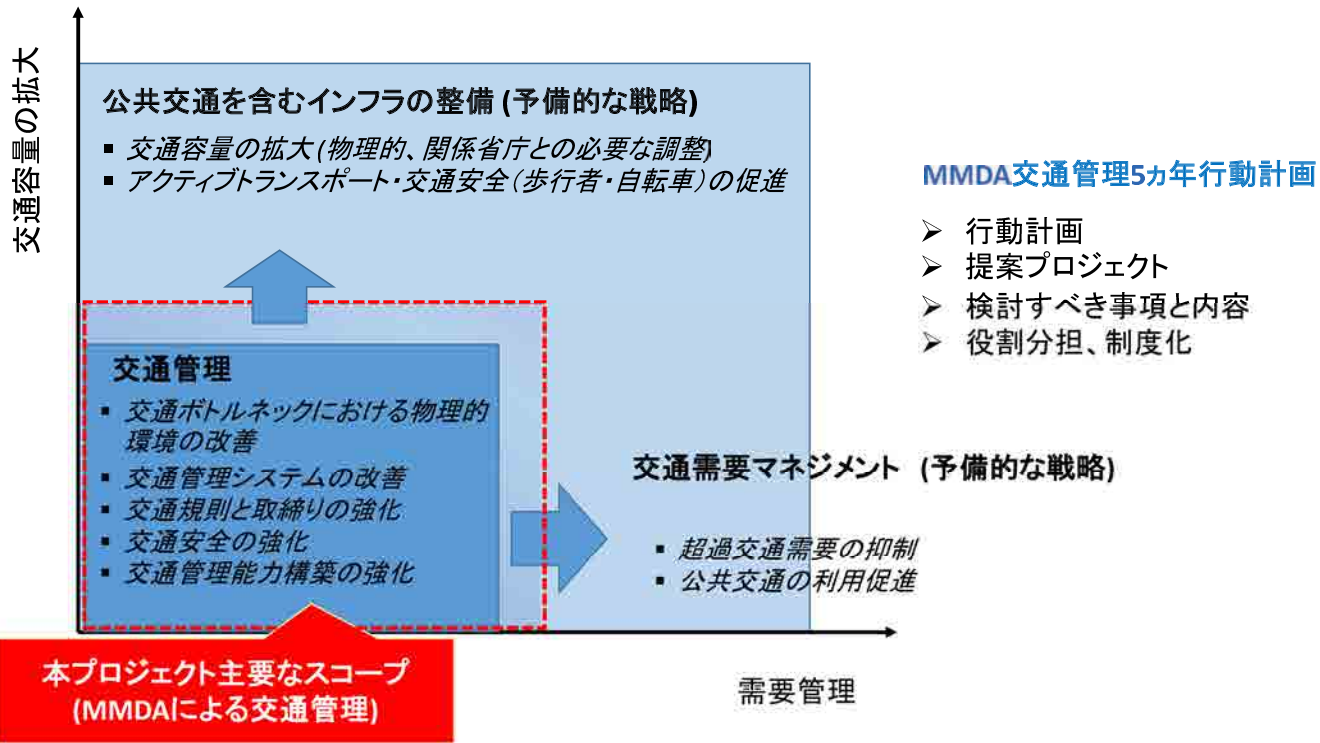 交通容量の拡大
公共交通を含むインフラの整備 (予備的な戦略)
▪ 交通容量の拡大 (物理的、関係省庁との必要な調整)
▪ アクティブトランスポート・交通安全（歩行者・自転車）の促進
MMDA交通管理5ヵ年行動計画
➢ 行動計画
➢ 提案プロジェクト
➢ 検討すべき事項と内容
➢ 役割分担、制度化
交通管理
▪ 交通ボトルネックにおける物理的
環境の改善
▪ 交通管理システムの改善
▪ 交通規則と取締りの強化
▪ 交通安全の強化
▪ 交通管理能力構築の強化
交通需要マネジメント (予備的な戦略)
▪ 超過交通需要の抑制
▪ 公共交通の利用促進
本プロジェクト主要なスコープ
(MMDAによる交通管理)
需要管理